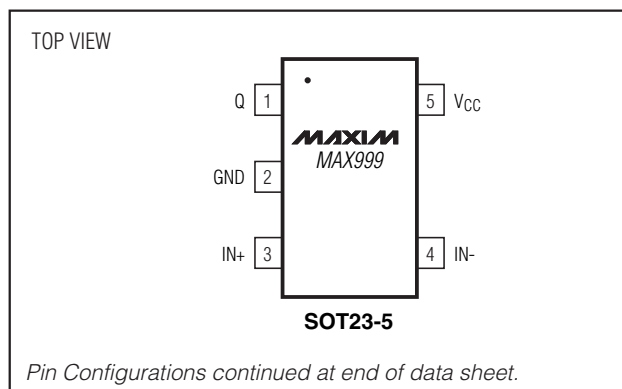 TOP VIEW
Q 1
5 VCC
MAXIM
MAX999
GND 2
IN+ 3
4 IN-
SOT23-5
Pin Configurations continued at end of data sheet.